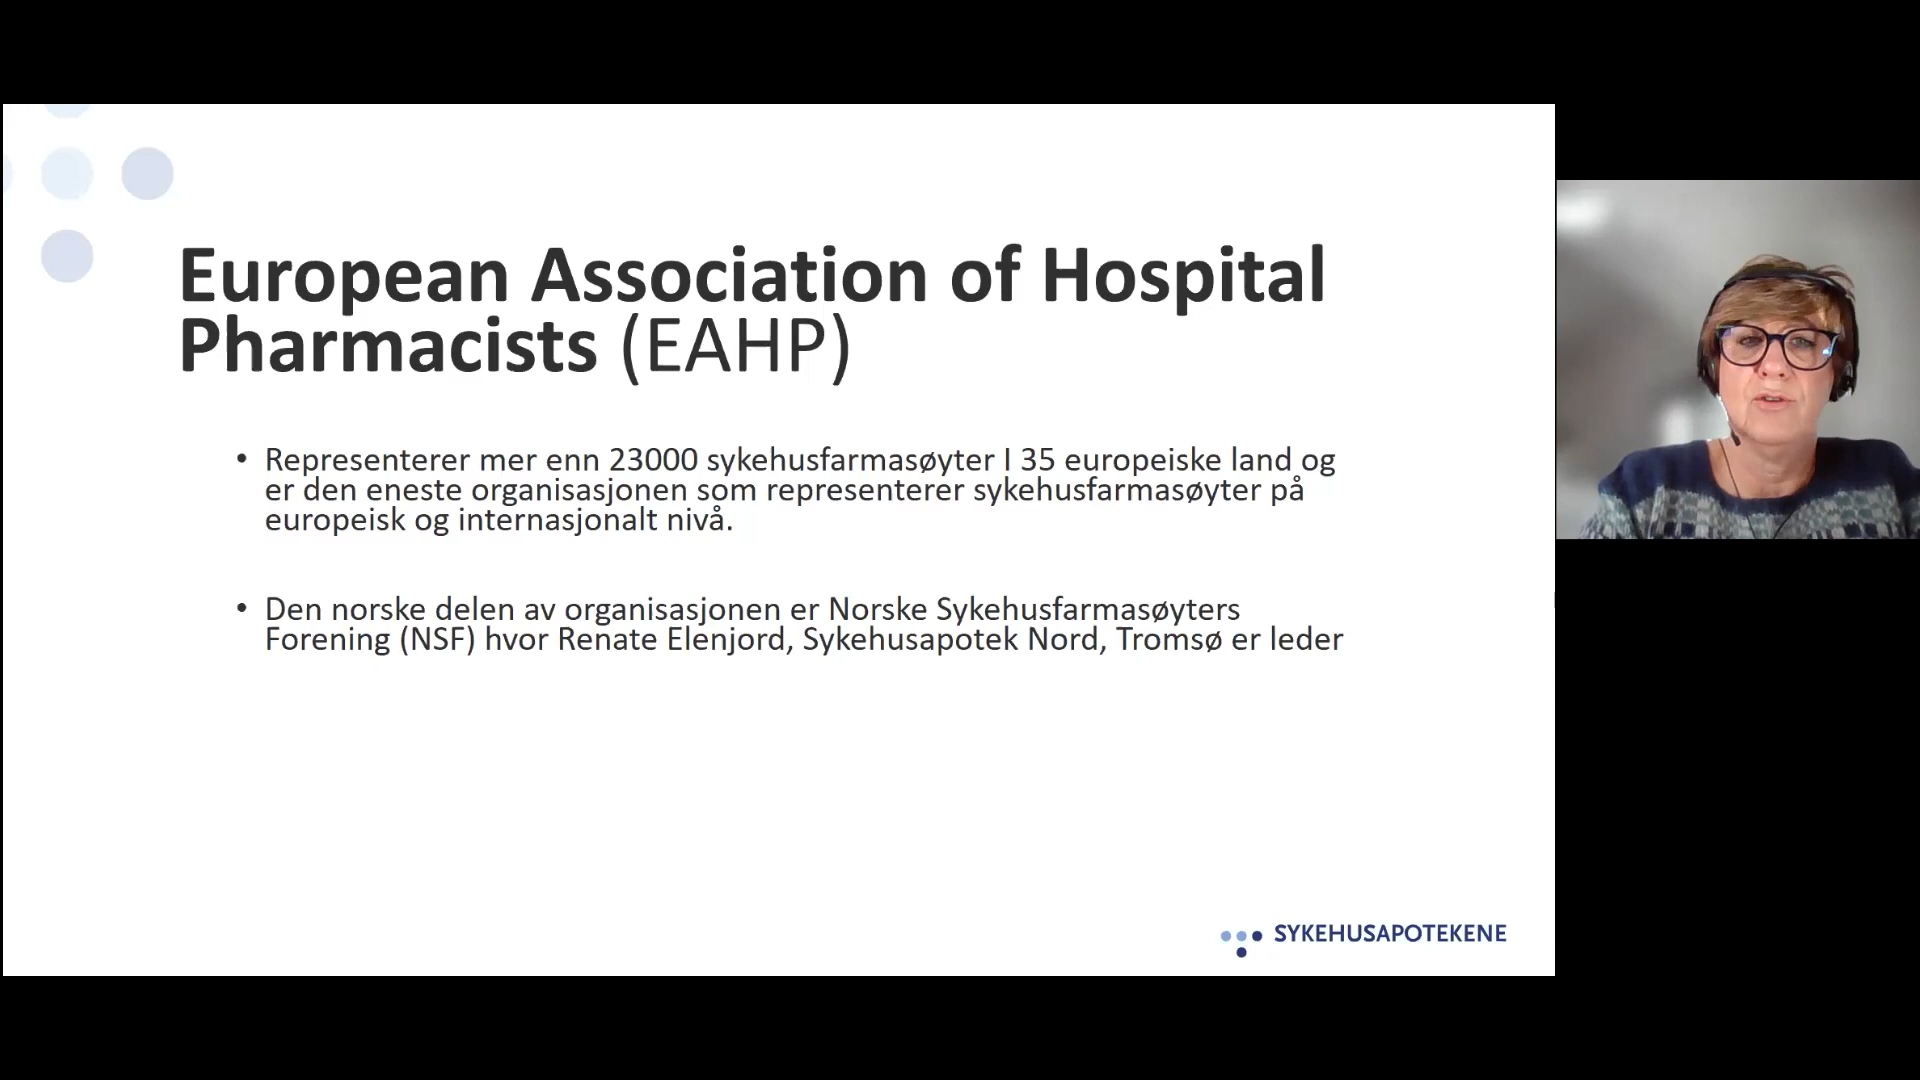 European Association of Hospital
Pharmacists (EAHP)
• Representerer mer enn 23000 sykehusfarmasøyter I 35 europeiske land og
er den eneste organisasjonen som representerer sykehusfarmasøyter på
europeisk og internasjonalt nivå.
• Den norske delen av organisasjonen er Norske Sykehusfarmasøyters
Forening (NSF) hvor Renate Elenjord, Sykehusapotek Nord, Tromsø er leder
SYKEHUSAPOTEKENE